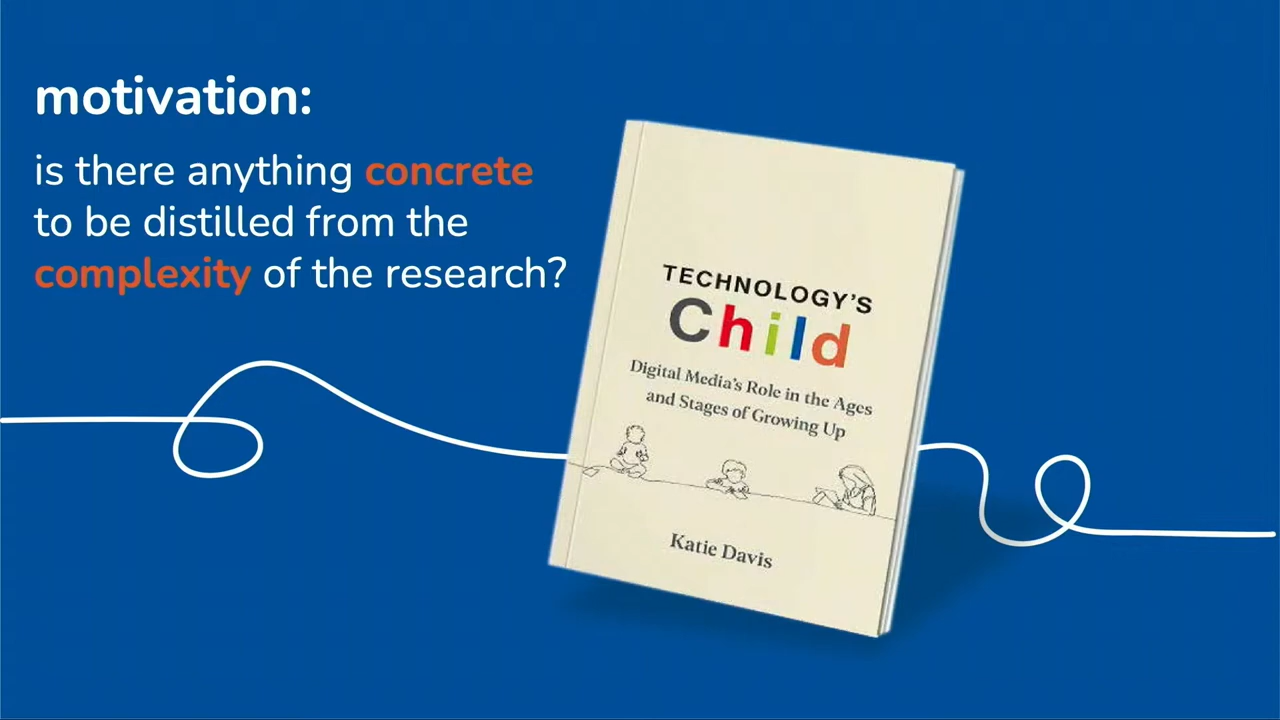 motivation:
is there anything concrete
to be distilled from the
complexity of the research?
TECHNOLOGY'S
Child
Digital Media's Role in the Ages
and Stages of Growing Up
Katie Davis